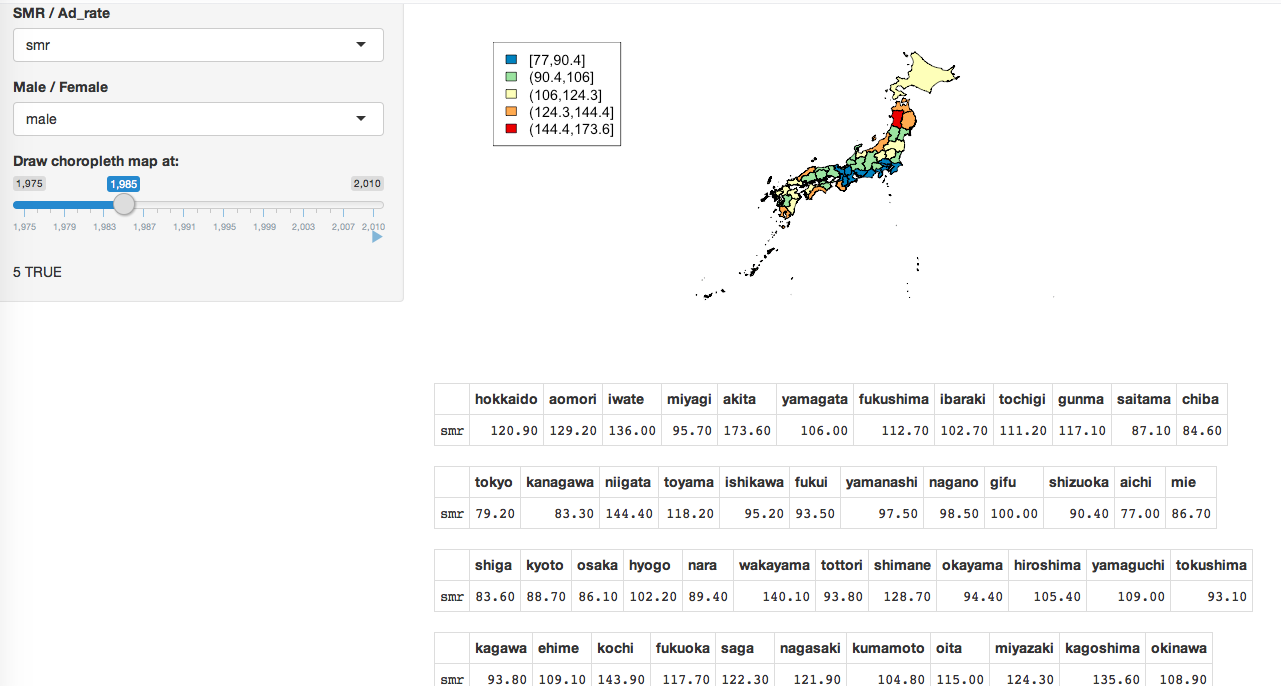 SMR / Ad_rate
smr
Male / Female
male
Draw choropleth map at:
1,975 1,985 2,010
1,975 1,979 1,983 1,987 1,991 1,995 1,999 2,003 2,007 2,010
5 TRUE
[77,90.4]
(90.4,106]
(106,124.3]
(124.3,144.4]
(144.4,173.6]
hokkaido aomori iwate miyagi akita yamagata fukushima ibaraki tochigi gunma saitama chiba
smr 120.90 129.20 136.00 95.70 173.60 106.00 112.70 102.70 111.20 117.10 87.10 84.60
tokyo kanagawa niigata toyama ishikawa fukui yamanashi nagano gifu shizuoka aichi mie
smr 79.20 83.30 144.40 118.20 95.20 93.50 97.50 98.50 100.00 90.40 77.00 86.70
shiga kyoto osaka hyogo nara wakayama tottori shimane okayama hiroshima yamaguchi tokushima
smr 83.60 88.70 86.10 102.20 89.40 140.10 93.80 128.70 94.40 105.40 109.00 93.10
kagawa ehime kochi fukuoka saga nagasaki kumamoto oita miyazaki kagoshima okinawa
smr 93.80 109.10 143.90 117.70 122.30 121.90 104.80 115.00 124.30 135.60 108.90